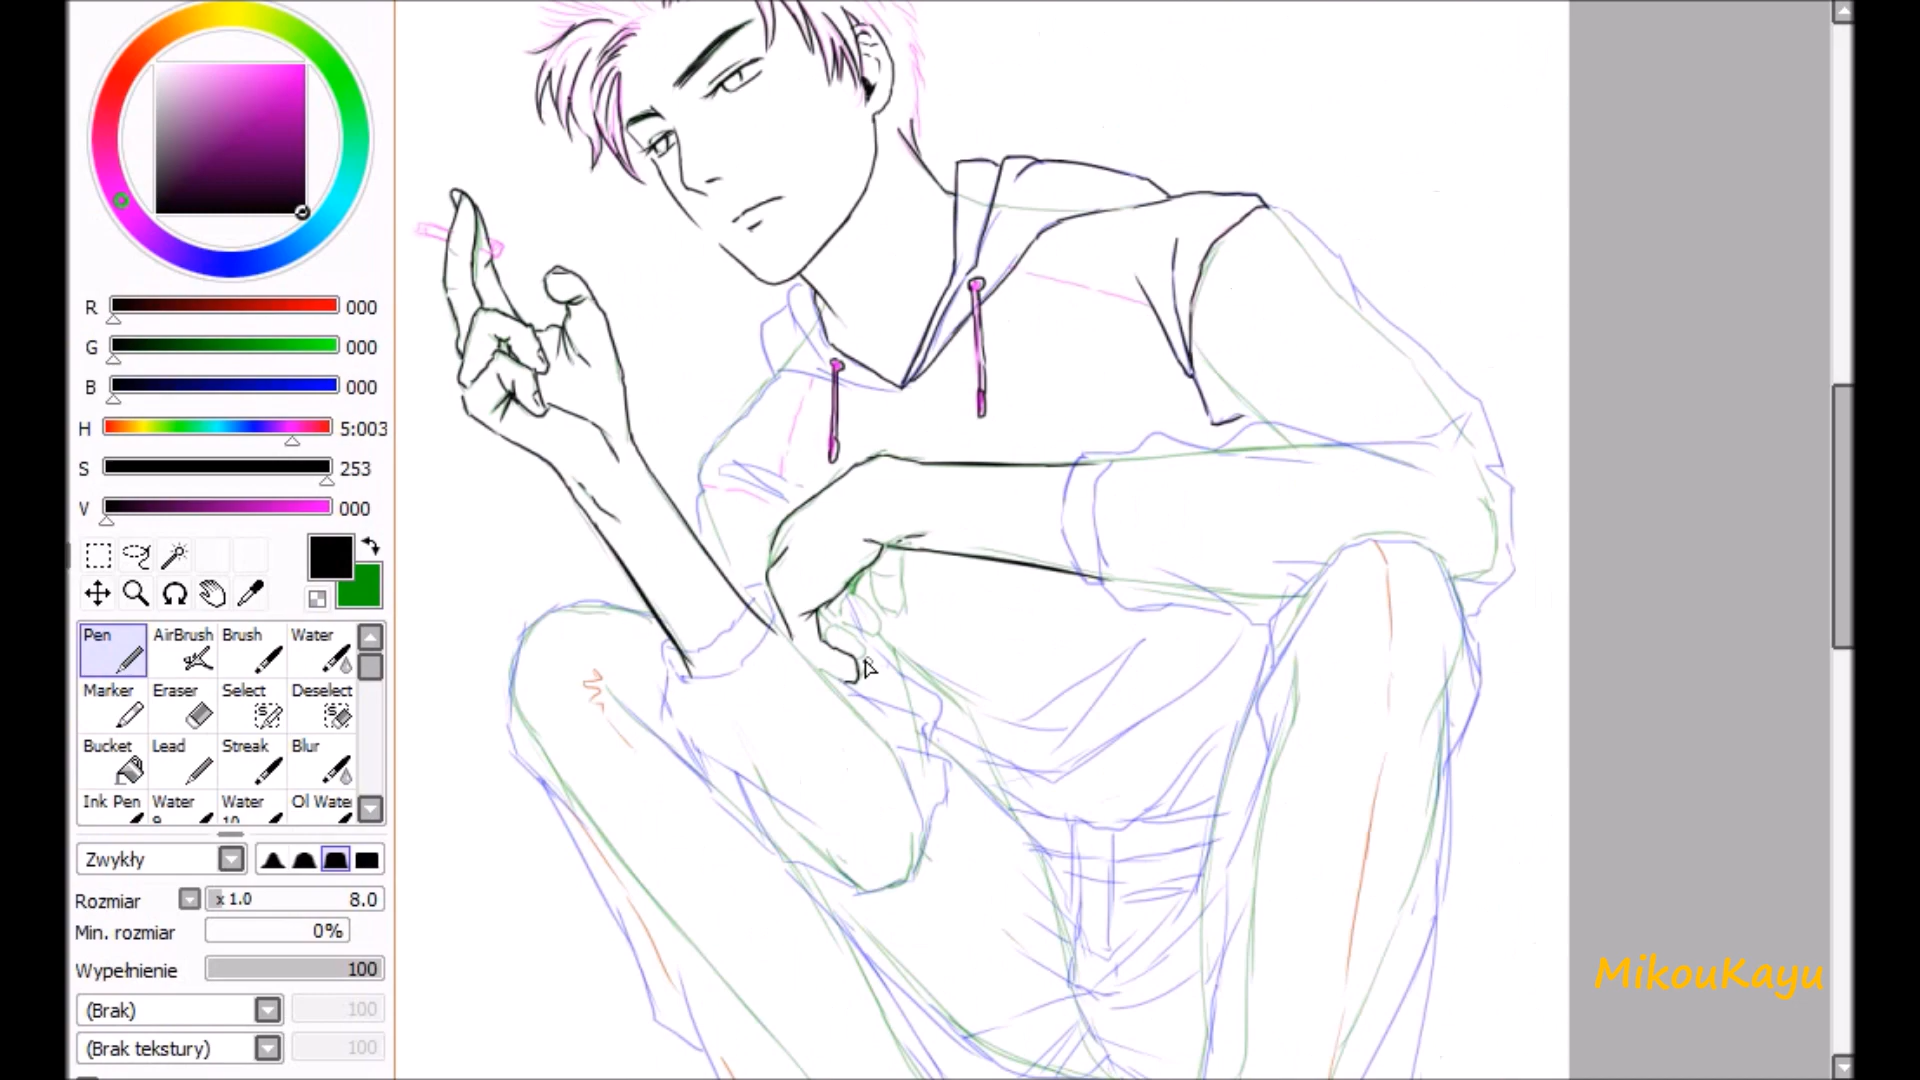 R 000
G 000
B 000
H 5:003
S 253
V 000
Pen AirBrush Brush Water
Marker Eraser Select Deselect
Bucket Lead Streak Blur
Ink Pen Water Water Ol Wate
9 10
Zwykły
Rozmiar x 1.0 8.0
Min. rozmiar 0%
Wypełnienie 100
(Brak) 100
(Brak tekstury) 100
MikouKayu